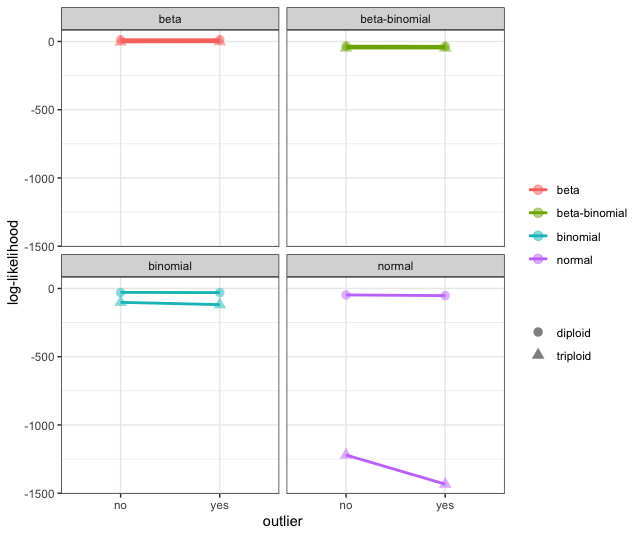 beta
beta-binomial
0
-500
-1000
-1500
binomial
normal
0
-500
-1000
-1500
no
yes
no
yes
outlier
log-likelihood
beta
beta-binomial
binomial
normal
diploid
triploid